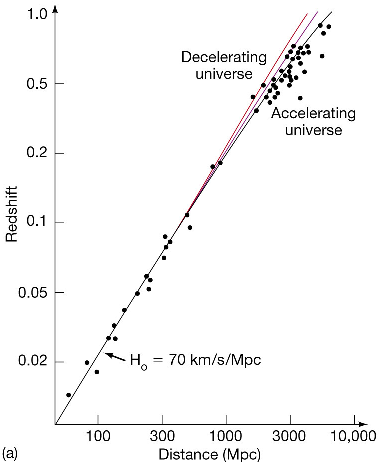 1.0
Decelerating
universe
0.5
Accelerating
universe
0.2
Redshift
0.1
0.05
0.02
H₀ = 70 km/s/Mpc
100 300 1000 3000 10,000
(a) Distance (Mpc)